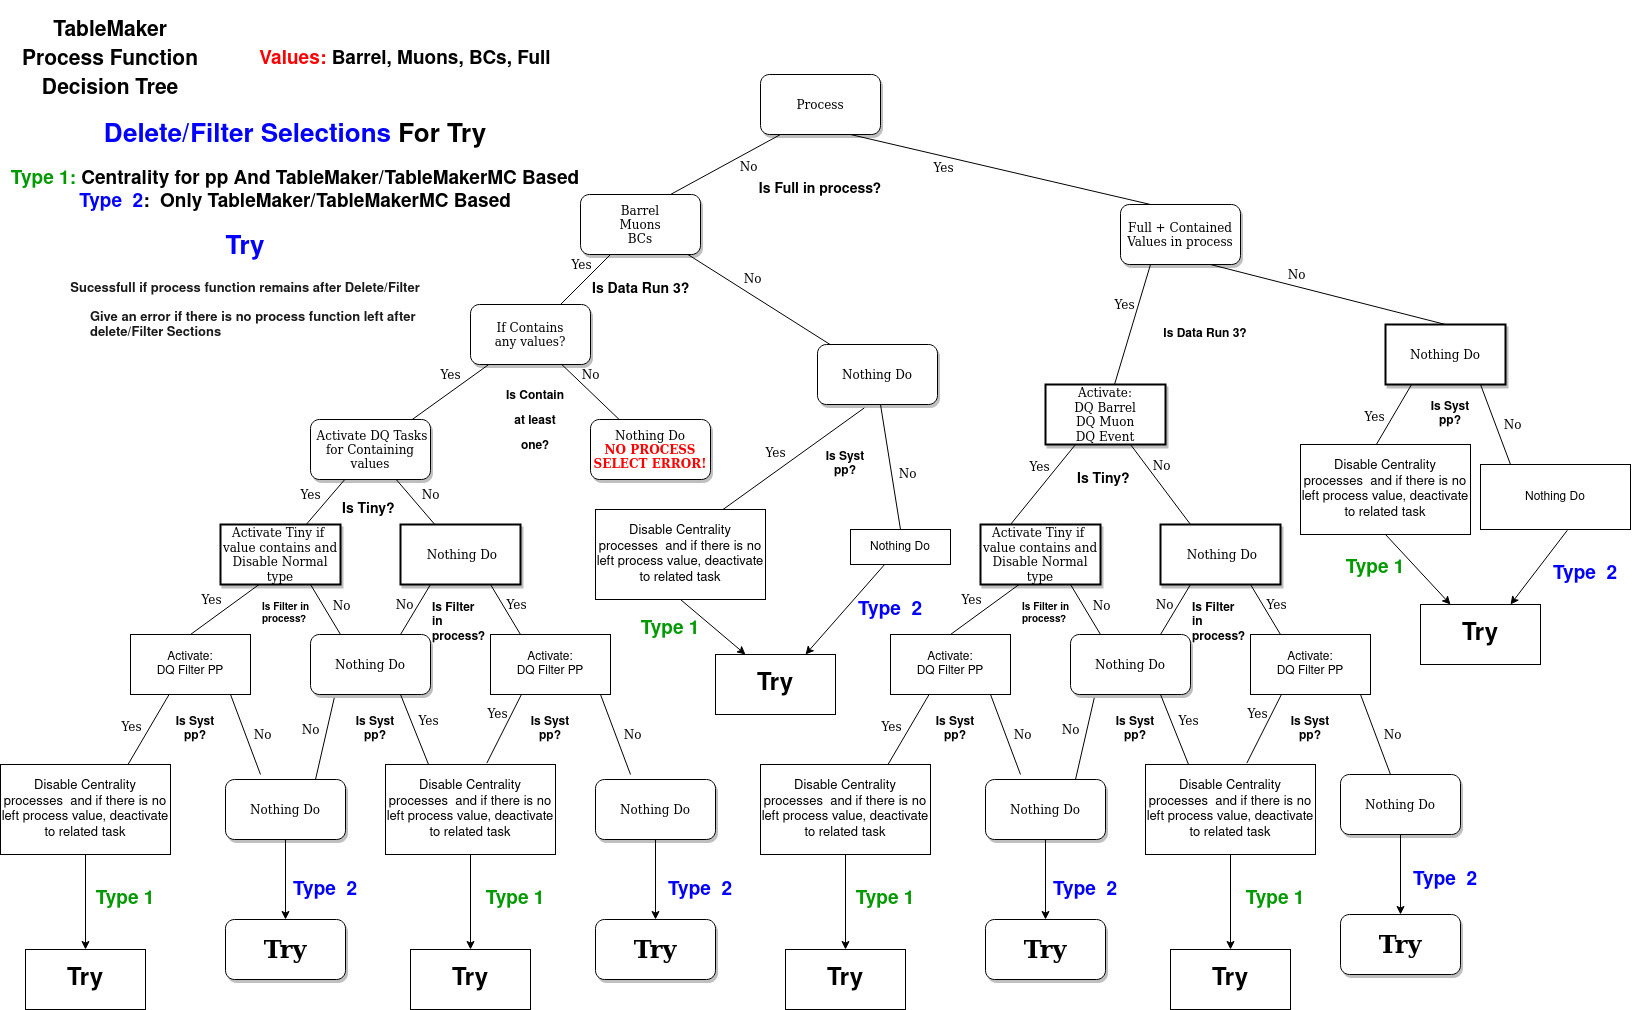 TableMaker
Process Function
Decision Tree
Values: Barrel, Muons, BCs, Full
Delete/Filter Selections For Try
Type 1: Centrality for pp And TableMaker/TableMakerMC Based
Type  2:  Only TableMaker/TableMakerMC Based
Try
Sucessfull if process function remains after Delete/Filter
Give an error if there is no process function left after
delete/Filter Sections
Process
No
Yes
Is Full in process?
Barrel
Muons
BCs
Full + Contained
Values in process
Yes
Is Data Run 3?
No
Yes
Is Data Run 3?
No
If Contains
any values?
Nothing Do
Nothing Do
Yes
No
Is Contain
at least
one?
Activate DQ Tasks
for Containing
values
Nothing Do
NO PROCESS
SELECT ERROR!
Yes
Is Syst
pp?
No
Activate:
DQ Barrel
DQ Muon
DQ Event
Yes
Is Syst
pp?
No
Disable Centrality
processes  and if there is no
left process value, deactivate
to related task
Nothing Do
Type 1
Type  2
Try
Yes
Is Tiny?
No
Activate Tiny if
value contains and
Disable Normal
type
Nothing Do
Disable Centrality
processes  and if there is no
left process value, deactivate
to related task
Nothing Do
Type 1
Type  2
Try
Yes
Is Tiny?
No
Activate Tiny if
value contains and
Disable Normal
type
Nothing Do
Yes
Is Filter in
process?
No
No
Is Filter
in
process?
Yes
Yes
Is Filter in
process?
No
No
Is Filter
in
process?
Yes
Activate:
DQ Filter PP
Nothing Do
Activate:
DQ Filter PP
Activate:
DQ Filter PP
Nothing Do
Activate:
DQ Filter PP
Yes
Is Syst
pp?
No
No
Is Syst
pp?
Yes
Yes
Is Syst
pp?
No
Yes
Is Syst
pp?
No
No
Is Syst
pp?
Yes
Yes
Is Syst
pp?
No
Disable Centrality
processes  and if there is no
left process value, deactivate
to related task
Nothing Do
Disable Centrality
processes  and if there is no
left process value, deactivate
to related task
Nothing Do
Disable Centrality
processes  and if there is no
left process value, deactivate
to related task
Nothing Do
Disable Centrality
processes  and if there is no
left process value, deactivate
to related task
Nothing Do
Type 1
Type  2
Type 1
Type  2
Type 1
Type  2
Type 1
Type  2
Try
Try
Try
Try
Try
Try
Try
Try